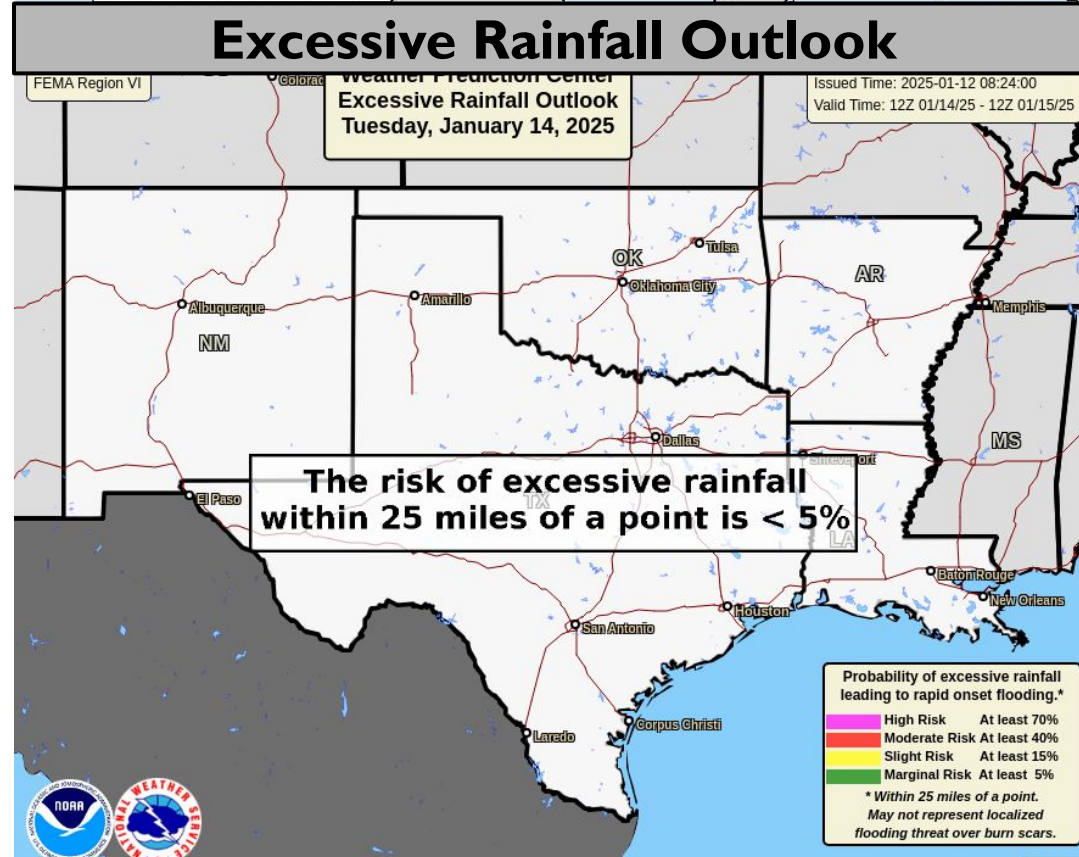 Excessive Rainfall Outlook
FEMA Region VI
Weather Prediction Center
Excessive Rainfall Outlook
Tuesday, January 14, 2025
Issued Time: 2025-01-12 08:24:00
Valid Time: 12Z 01/14/25 - 12Z 01/15/25
Tulsa
OK
Oklahoma City
AR
Albuquerque
Amarillo
Memphis
NM
Dallas
MS
Shreveport
El Paso
TX
The risk of excessive rainfall
within 25 miles of a point is < 5%
LA
Baton Rouge
New Orleans
Houston
San Antonio
Corpus Christi
Laredo
Probability of excessive rainfall
leading to rapid onset flooding.*
High Risk At least 70%
Moderate Risk At least 40%
Slight Risk At least 15%
Marginal Risk At least 5%
* Within 25 miles of a point.
May not represent localized
flooding threat over burn scars.
NOAA
NATIONAL WEATHER SERVICE